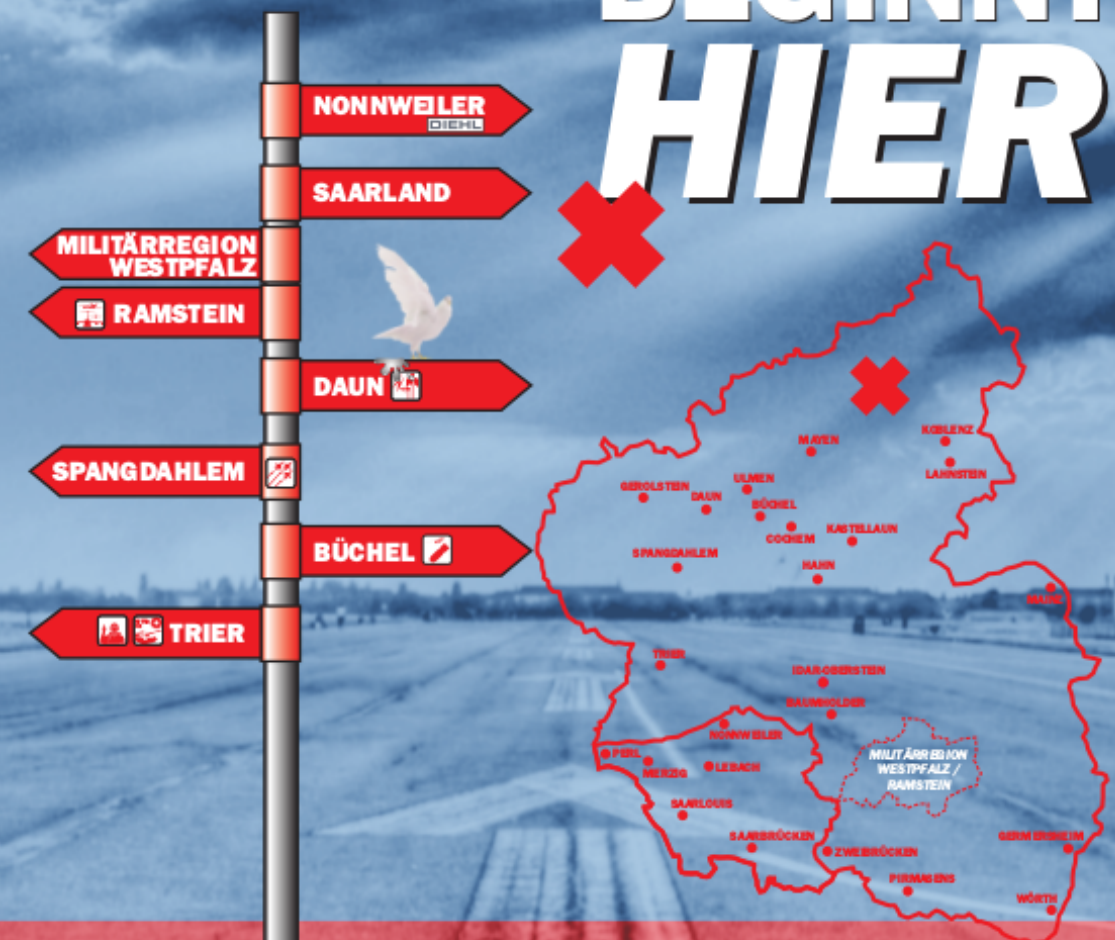 BEGINNT
HIER
NONNWEILER
DIEHL
SAARLAND
MILITÄRREGION
WESTPFALZ
RAMSTEIN
DAUN
SPANGDAHLEM
BÜCHEL
TRIER
KOBLENZ
MAYEN
LAHNSTEIN
ULMEN
GEROLSTEIN
DAUN
BÜCHEL
KASTELLAUN
COCHEM
SPANGDAHLEM
HAHN
MAINZ
TRIER
IDAR-OBERSTEIN
BAUMHOLDER
NONNWEILER
PERL
LEBACH
MERZIG
MILITÄRREGION
WESTPFALZ /
RAMSTEIN
SAARLOUIS
SAARBRÜCKEN
ZWEIBRÜCKEN
GERMERSHEIM
PIRMASENS
WÖRTH